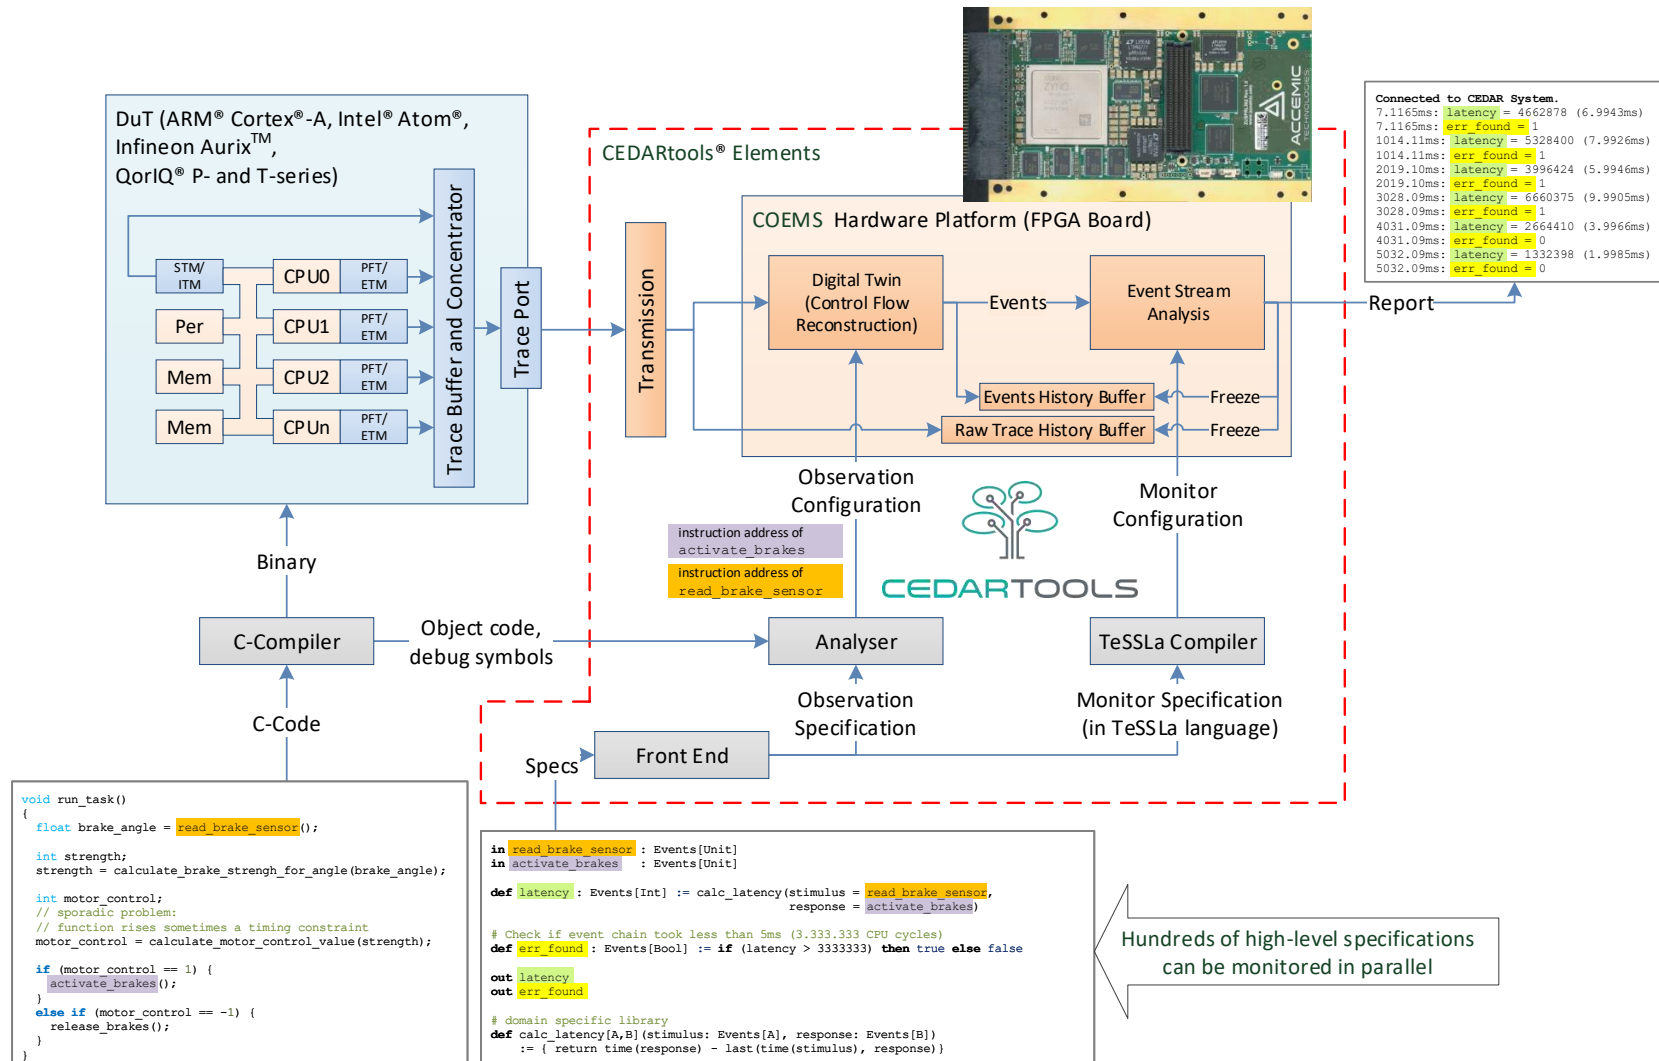 DuT (ARM® Cortex®-A, Intel® Atom®,
Infineon Aurix™,
QorIQ® P- and T-series)
STM/
ITM
Per
Mem
Mem
CPU0
CPU1
CPU2
CPUn
PFT/
ETM
PFT/
ETM
PFT/
ETM
PFT/
ETM
Trace Buffer and Concentrator
Trace Port
CEDARtools® Elements
Transmission
ACCEMIC
TECHNOLOGIES
COEMS Hardware Platform (FPGA Board)
Digital Twin
(Control Flow
Reconstruction)
Events
Event Stream
Analysis
Events History Buffer
Freeze
Raw Trace History Buffer
Freeze
Report
Connected to CEDAR System.
7.1165ms: latency = 4662878 (6.9943ms)
7.1165ms: err_found = 1
1014.11ms: latency = 5328400 (7.9926ms)
1014.11ms: err_found = 1
2019.10ms: latency = 3996424 (5.9946ms)
2019.10ms: err_found = 1
3028.09ms: latency = 6660375 (9.9905ms)
3028.09ms: err_found = 1
4031.09ms: latency = 2664410 (3.9966ms)
4031.09ms: err_found = 0
5032.09ms: latency = 1332398 (1.9985ms)
5032.09ms: err_found = 0
Observation
Configuration
Monitor
Configuration
instruction address of
activate_brakes
instruction address of
read_brake_sensor
CEDARTOOLS
Binary
C-Compiler
Object code,
debug symbols
Analyser
TeSSLa Compiler
C-Code
Observation
Specification
Monitor Specification
(in TeSSLa language)
Specs
Front End
void run_task()
{
float brake_angle = read_brake_sensor();
int strength;
strength = calculate_brake_strengh_for_angle(brake_angle);
int motor_control;
// sporadic problem:
// function rises sometimes a timing constraint
motor_control = calculate_motor_control_value(strength);
if (motor_control == 1) {
activate_brakes();
}
else if (motor_control == -1) {
release_brakes();
}
}
in read_brake_sensor : Events[Unit]
in activate_brakes : Events[Unit]
def latency : Events[Int] := calc_latency(stimulus = read_brake_sensor,
response = activate_brakes)
# Check if event chain took less than 5ms (3.333.333 CPU cycles)
def err_found : Events[Bool] := if (latency > 3333333) then true else false
out latency
out err_found
# domain specific library
def calc_latency[A,B](stimulus: Events[A], response: Events[B])
:= { return time(response) - last(time(stimulus), response)}
Hundreds of high-level specifications
can be monitored in parallel